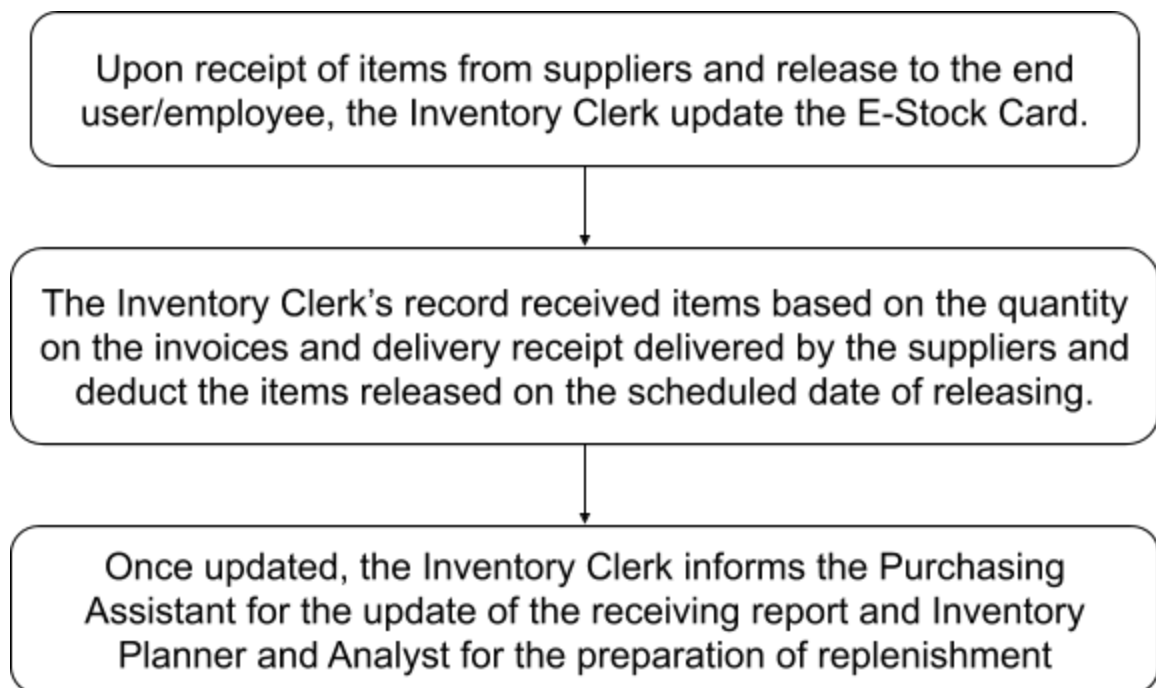 Upon receipt of items from suppliers and release to the end
user/employee, the Inventory Clerk update the E-Stock Card.
The Inventory Clerk’s record received items based on the quantity
on the invoices and delivery receipt delivered by the suppliers and
deduct the items released on the scheduled date of releasing.
Once updated, the Inventory Clerk informs the Purchasing
Assistant for the update of the receiving report and Inventory
Planner and Analyst for the preparation of replenishment